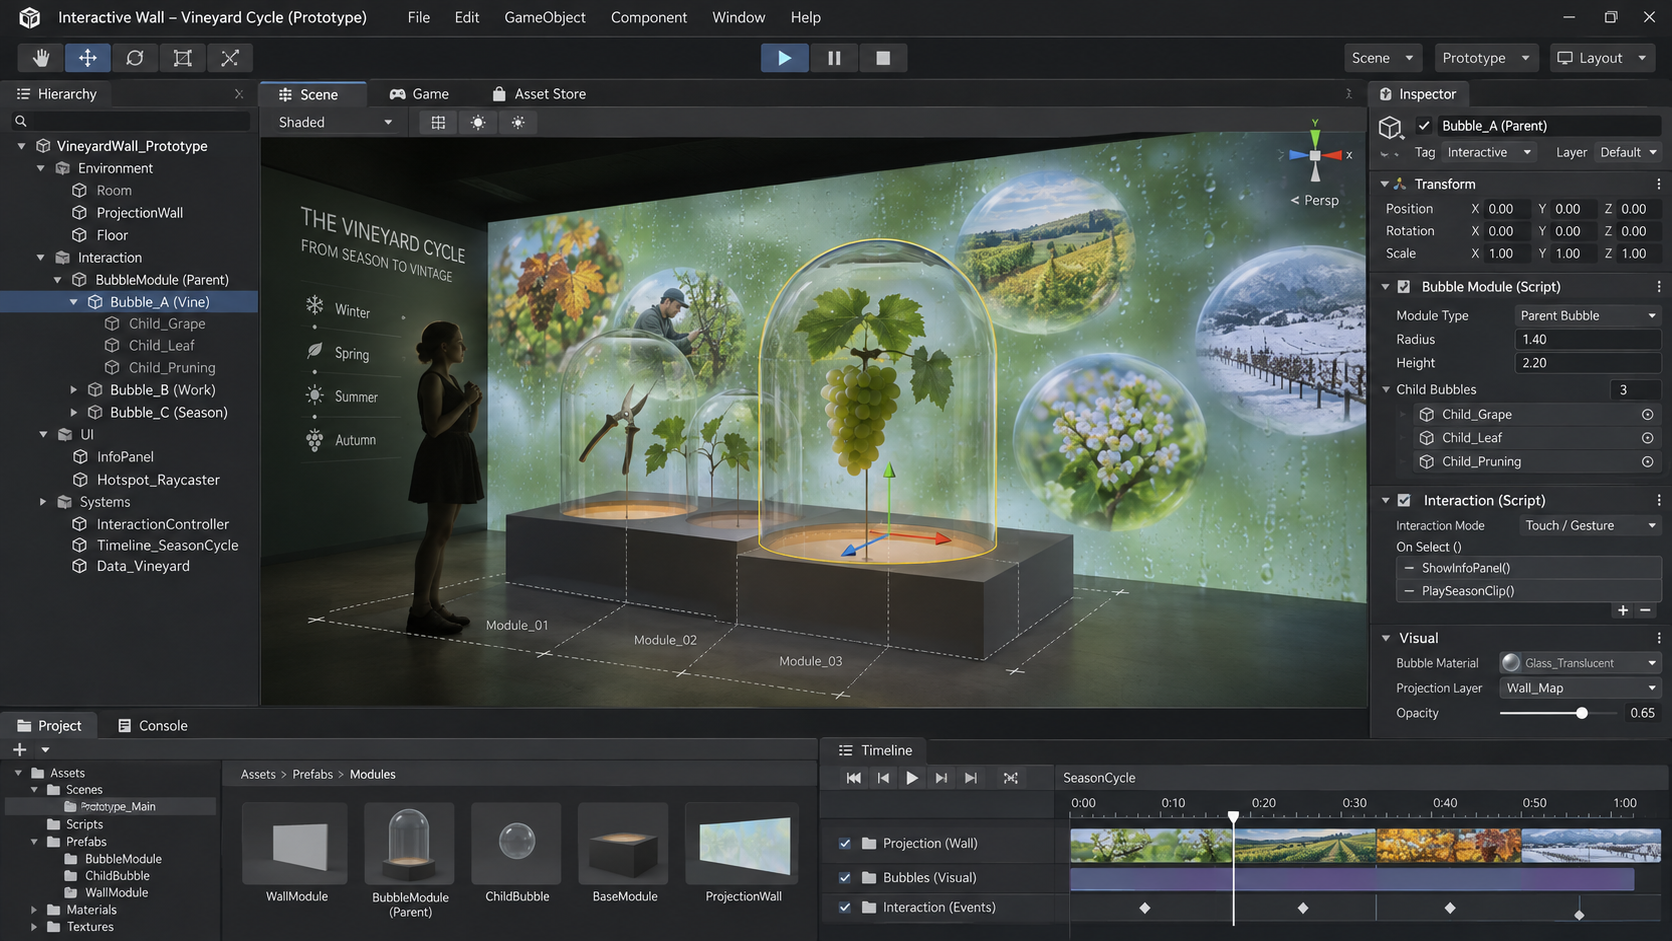 Interactive Wall – Vineyard Cycle (Prototype)
File Edit GameObject Component Window Help
Scene Prototype Layout
Hierarchy
VineyardWall_Prototype
Environment
Room
ProjectionWall
Floor
Interaction
BubbleModule (Parent)
Bubble_A (Vine)
Child_Grape
Child_Leaf
Child_Pruning
Bubble_B (Work)
Bubble_C (Season)
UI
InfoPanel
Hotspot_Raycaster
Systems
InteractionController
Timeline_SeasonCycle
Data_Vineyard
Scene Game Asset Store
Shaded
THE VINEYARD CYCLE
FROM SEASON TO VINTAGE
Winter
Spring
Summer
Autumn
Y
x
< Persp
Module_01
Module_02
Module_03
Inspector
Bubble_A (Parent)
Tag Interactive Layer Default
Transform
Position X 0.00 Y 0.00 Z 0.00
Rotation X 0.00 Y 0.00 Z 0.00
Scale X 1.00 Y 1.00 Z 1.00
Bubble Module (Script)
Module Type Parent Bubble
Radius 1.40
Height 2.20
Child Bubbles 3
Child_Grape
Child_Leaf
Child_Pruning
Interaction (Script)
Interaction Mode Touch / Gesture
On Select ()
ShowInfoPanel()
PlaySeasonClip()
Visual
Bubble Material Glass_Translucent
Projection Layer Wall_Map
Opacity 0.65
Project Console
Assets
Scenes
Prototype_Main
Scripts
Prefabs
BubbleModule
ChildBubble
WallModule
Materials
Textures
Assets > Prefabs > Modules
WallModule
BubbleModule
(Parent)
ChildBubble
BaseModule
ProjectionWall
Timeline
SeasonCycle
0:00 0:10 0:20 0:30 0:40 0:50 1:00
Projection (Wall)
Bubbles (Visual)
Interaction (Events)